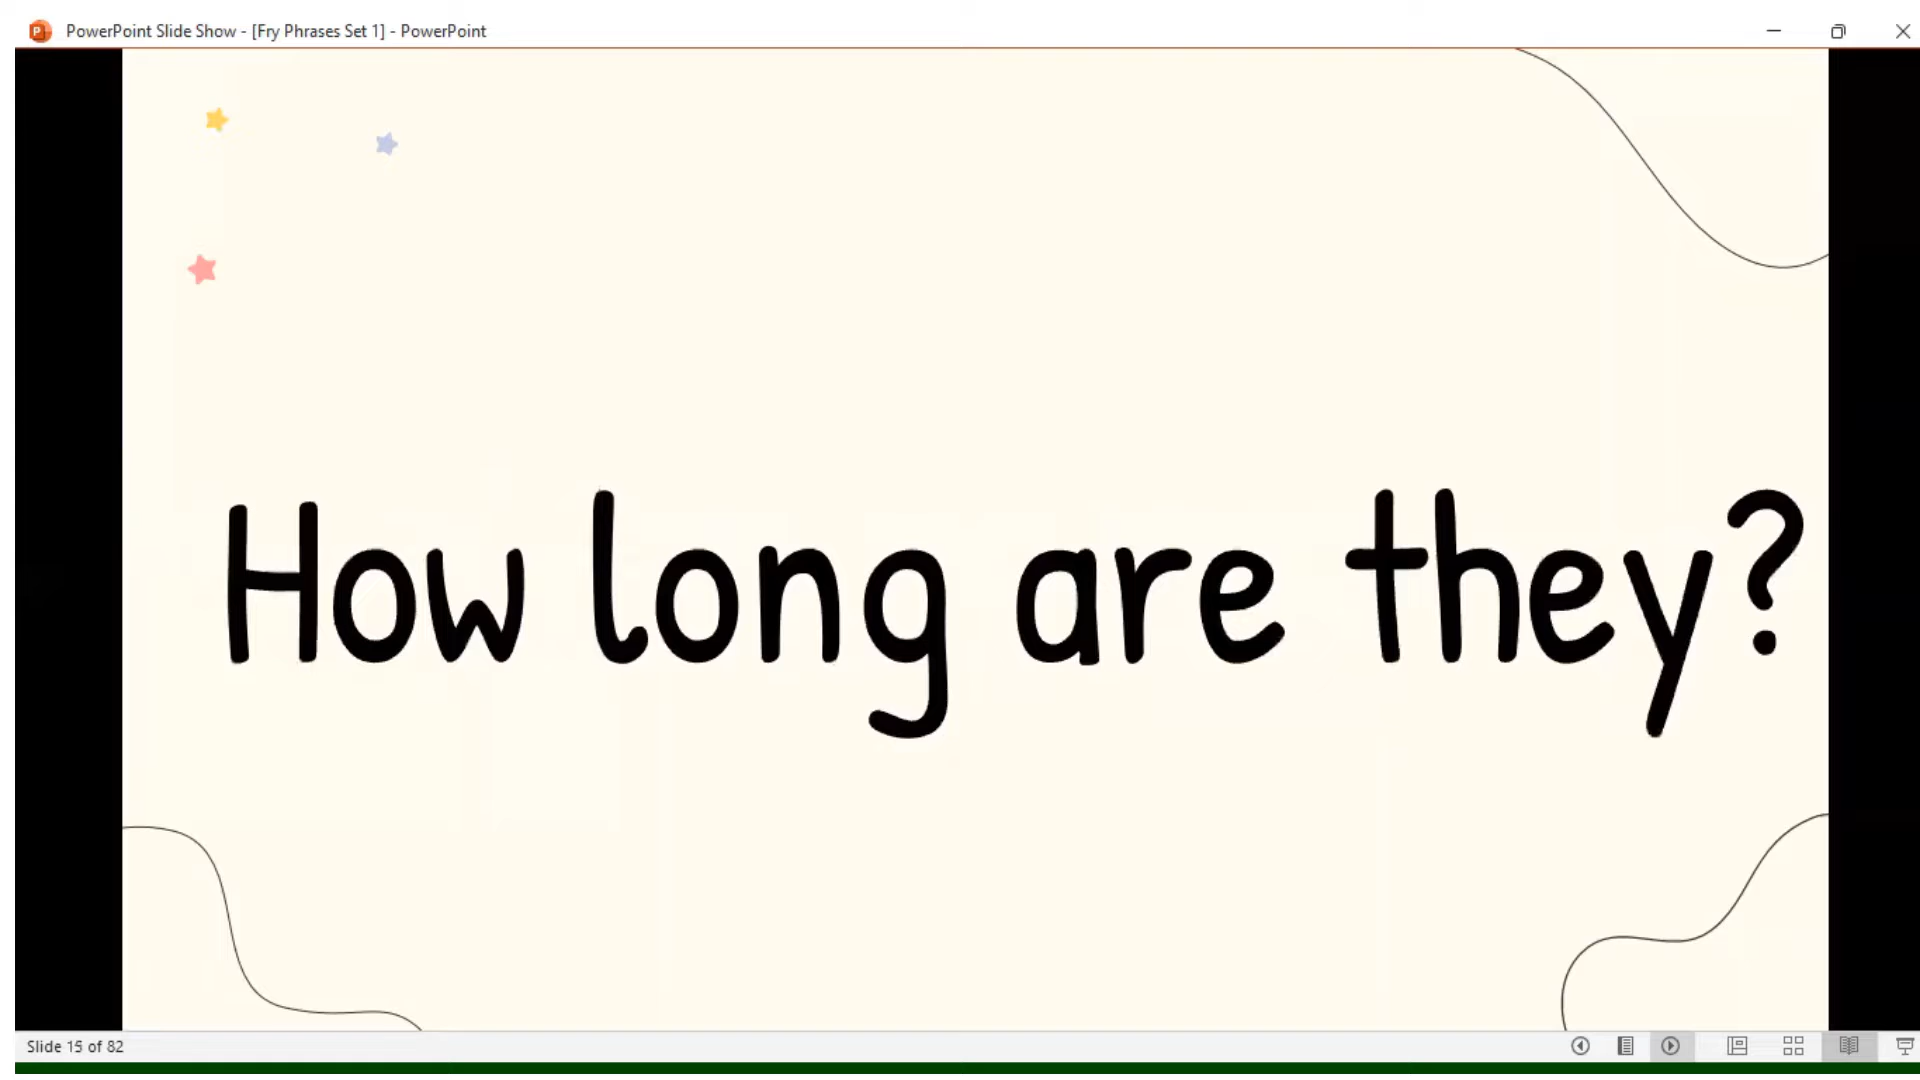 PowerPoint Slide Show - [Fry Phrases Set 1] - PowerPoint
How long are they?
Slide 15 of 82